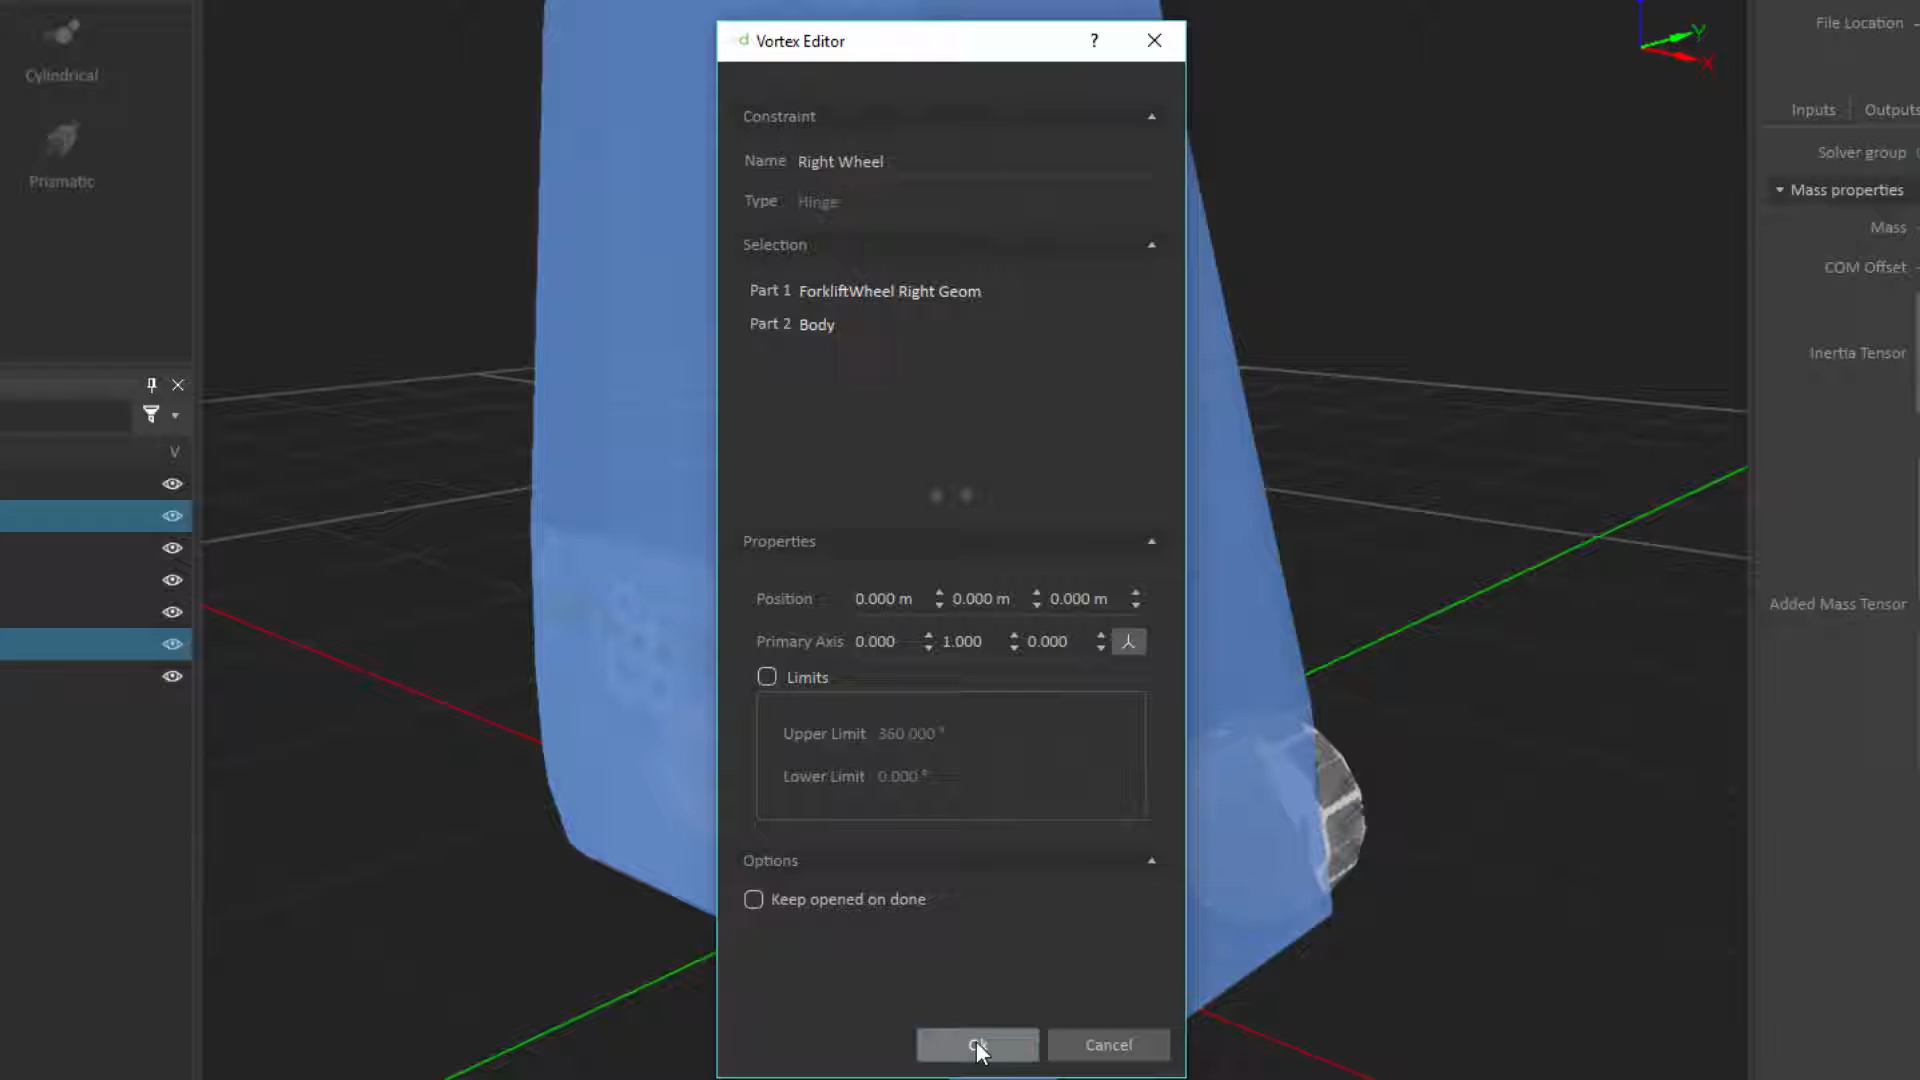 Cylindrical
Prismatic
V
Vortex Editor ?
Constraint
Name Right Wheel
Type Hinge
Selection
Part 1 ForkliftWheel Right Geom
Part 2 Body
Properties
Position 0.000 m 0.000 m 0.000 m
Primary Axis 0.000 1.000 0.000
Limits
Upper Limit 360.000 °
Lower Limit 0.000 °
Options
Keep opened on done
Ok Cancel
Y
X
File Location
Inputs Outputs
Solver group
Mass properties
Mass
COM Offset
Inertia Tensor
Added Mass Tensor